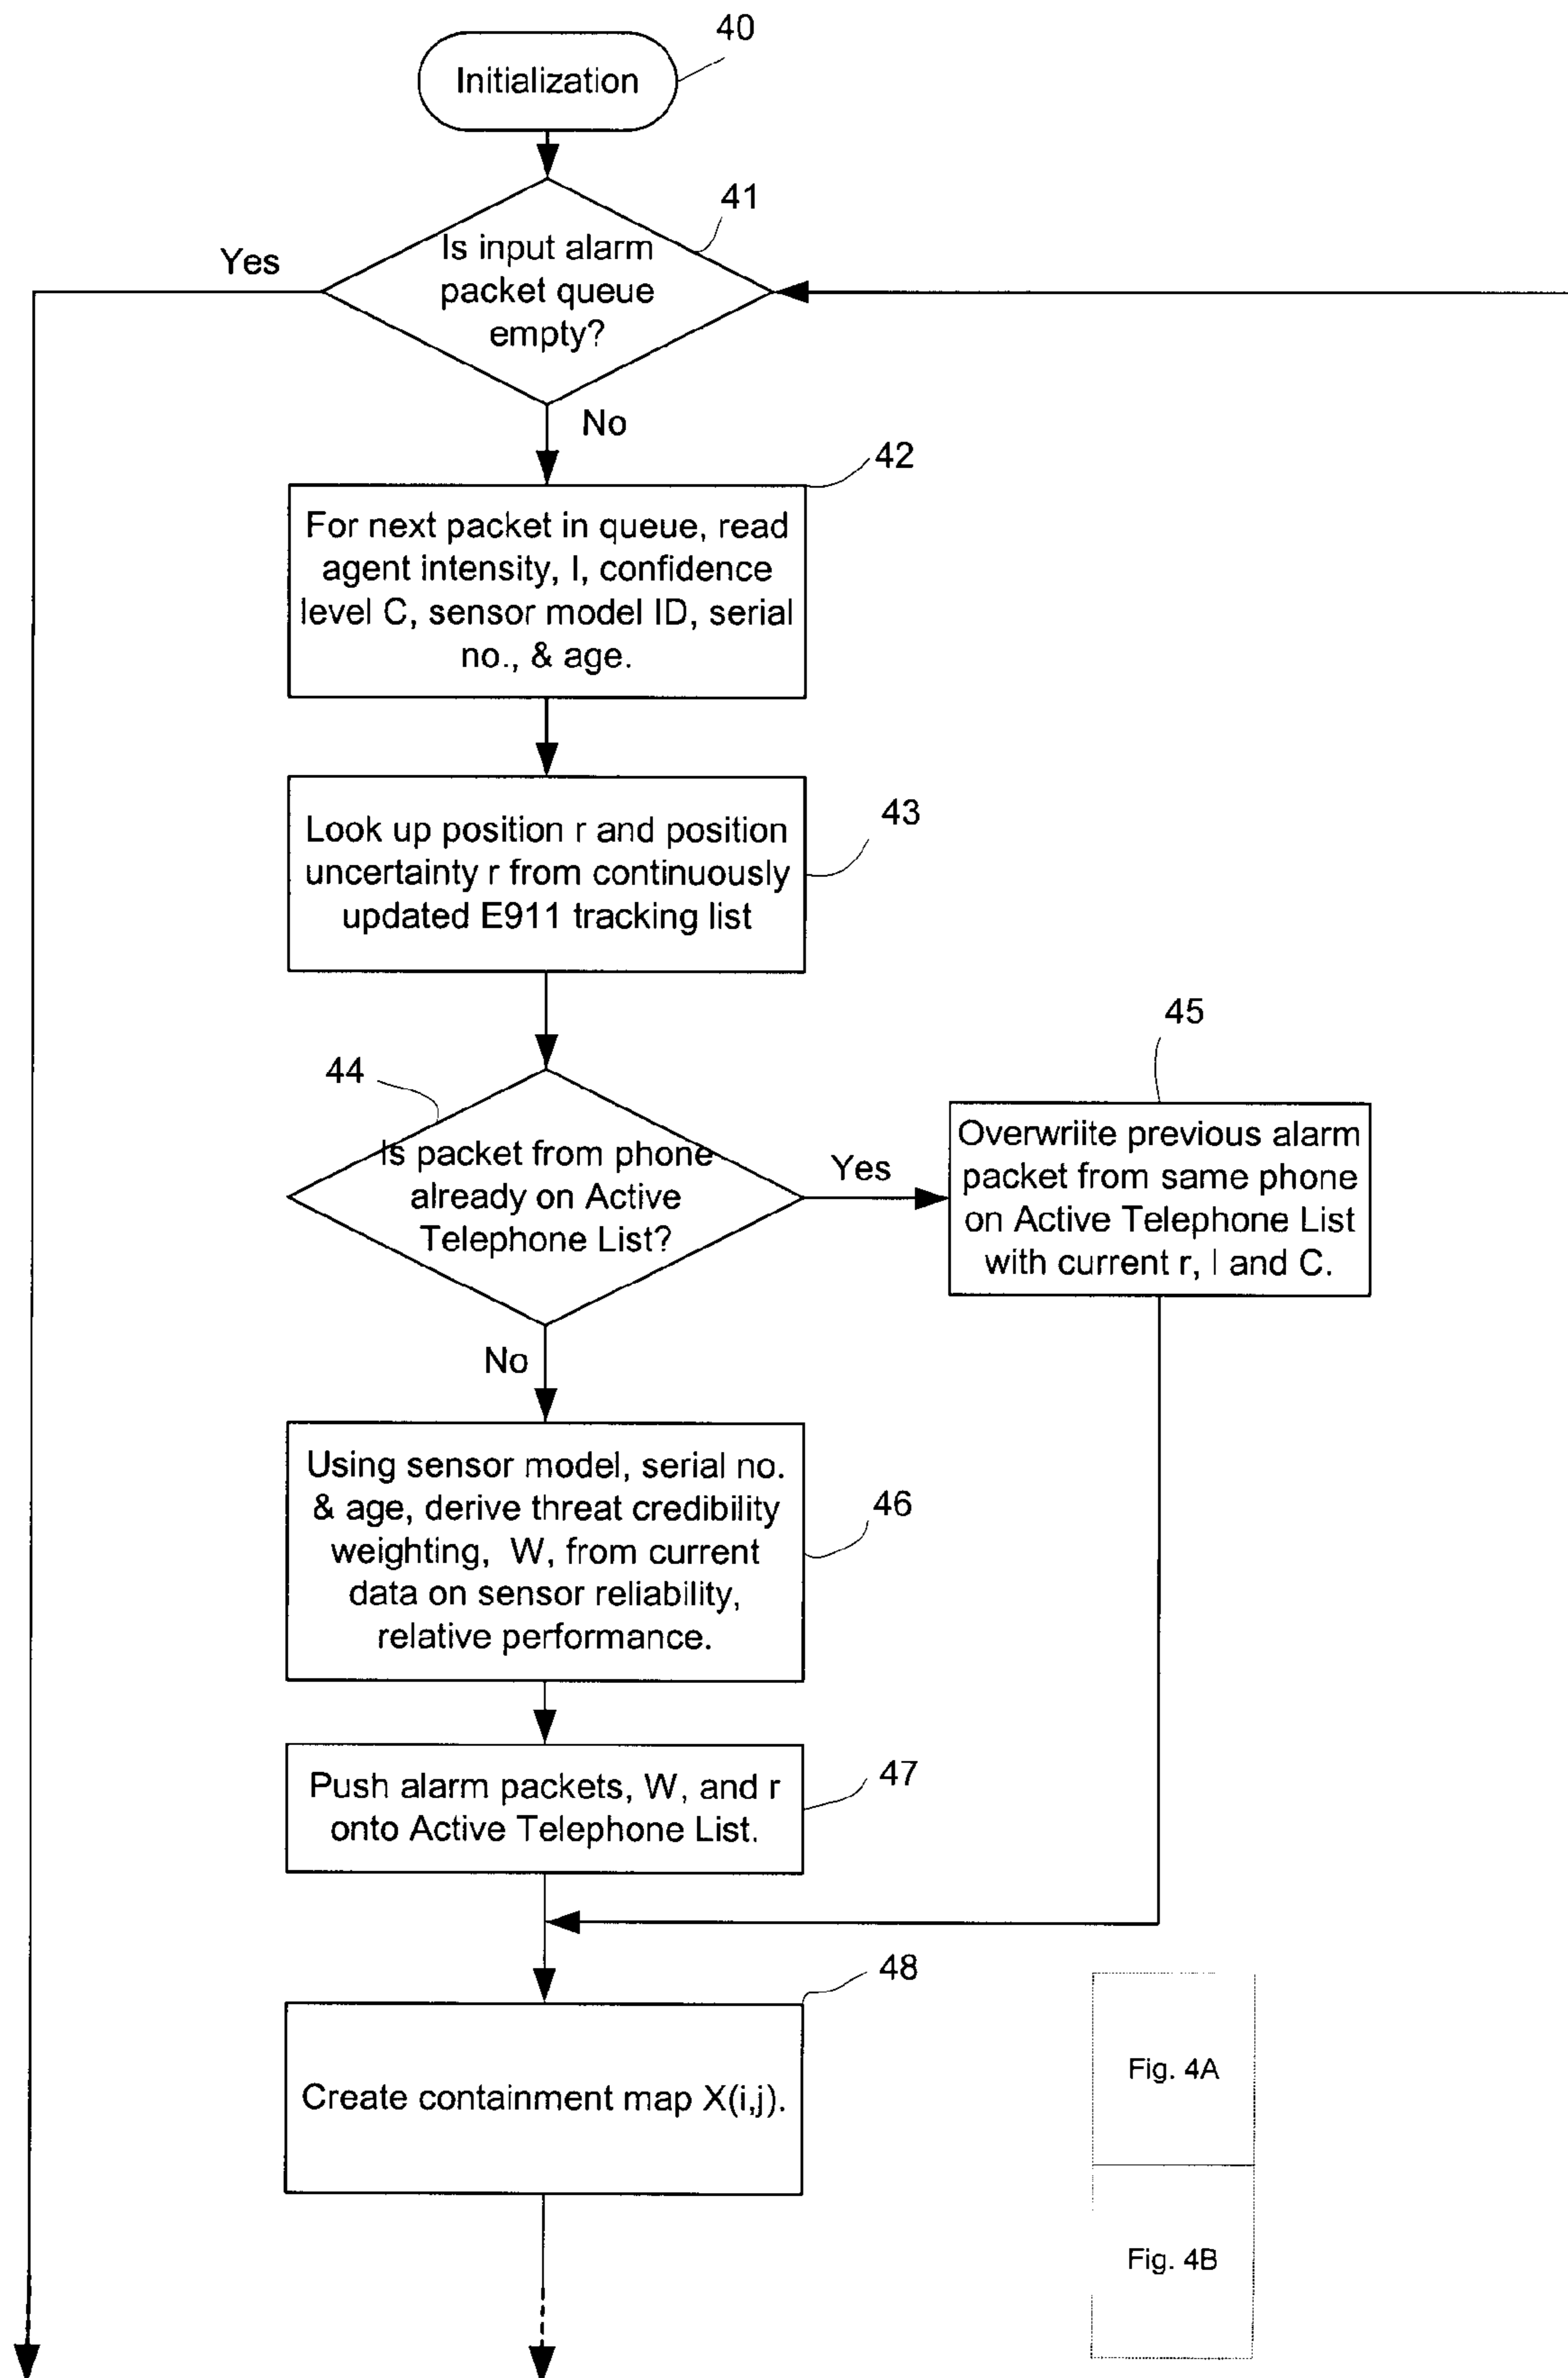 40
Initialization
41
Yes
Is input alarm
packet queue
empty?
No
42
For next packet in queue, read
agent intensity, I, confidence
level C, sensor model ID, serial
no., & age.
43
Look up position r and position
uncertainty r from continuously
updated E911 tracking list
44
Is packet from phone
already on Active
Telephone List?
Yes
45
Overwriite previous alarm
packet from same phone
on Active Telephone List
with current r, I and C.
No
46
Using sensor model, serial no.
& age, derive threat credibility
weighting, W, from current
data on sensor reliability,
relative performance.
47
Push alarm packets, W, and r
onto Active Telephone List.
48
Create containment map X(i,j).
Fig. 4A
Fig. 4B